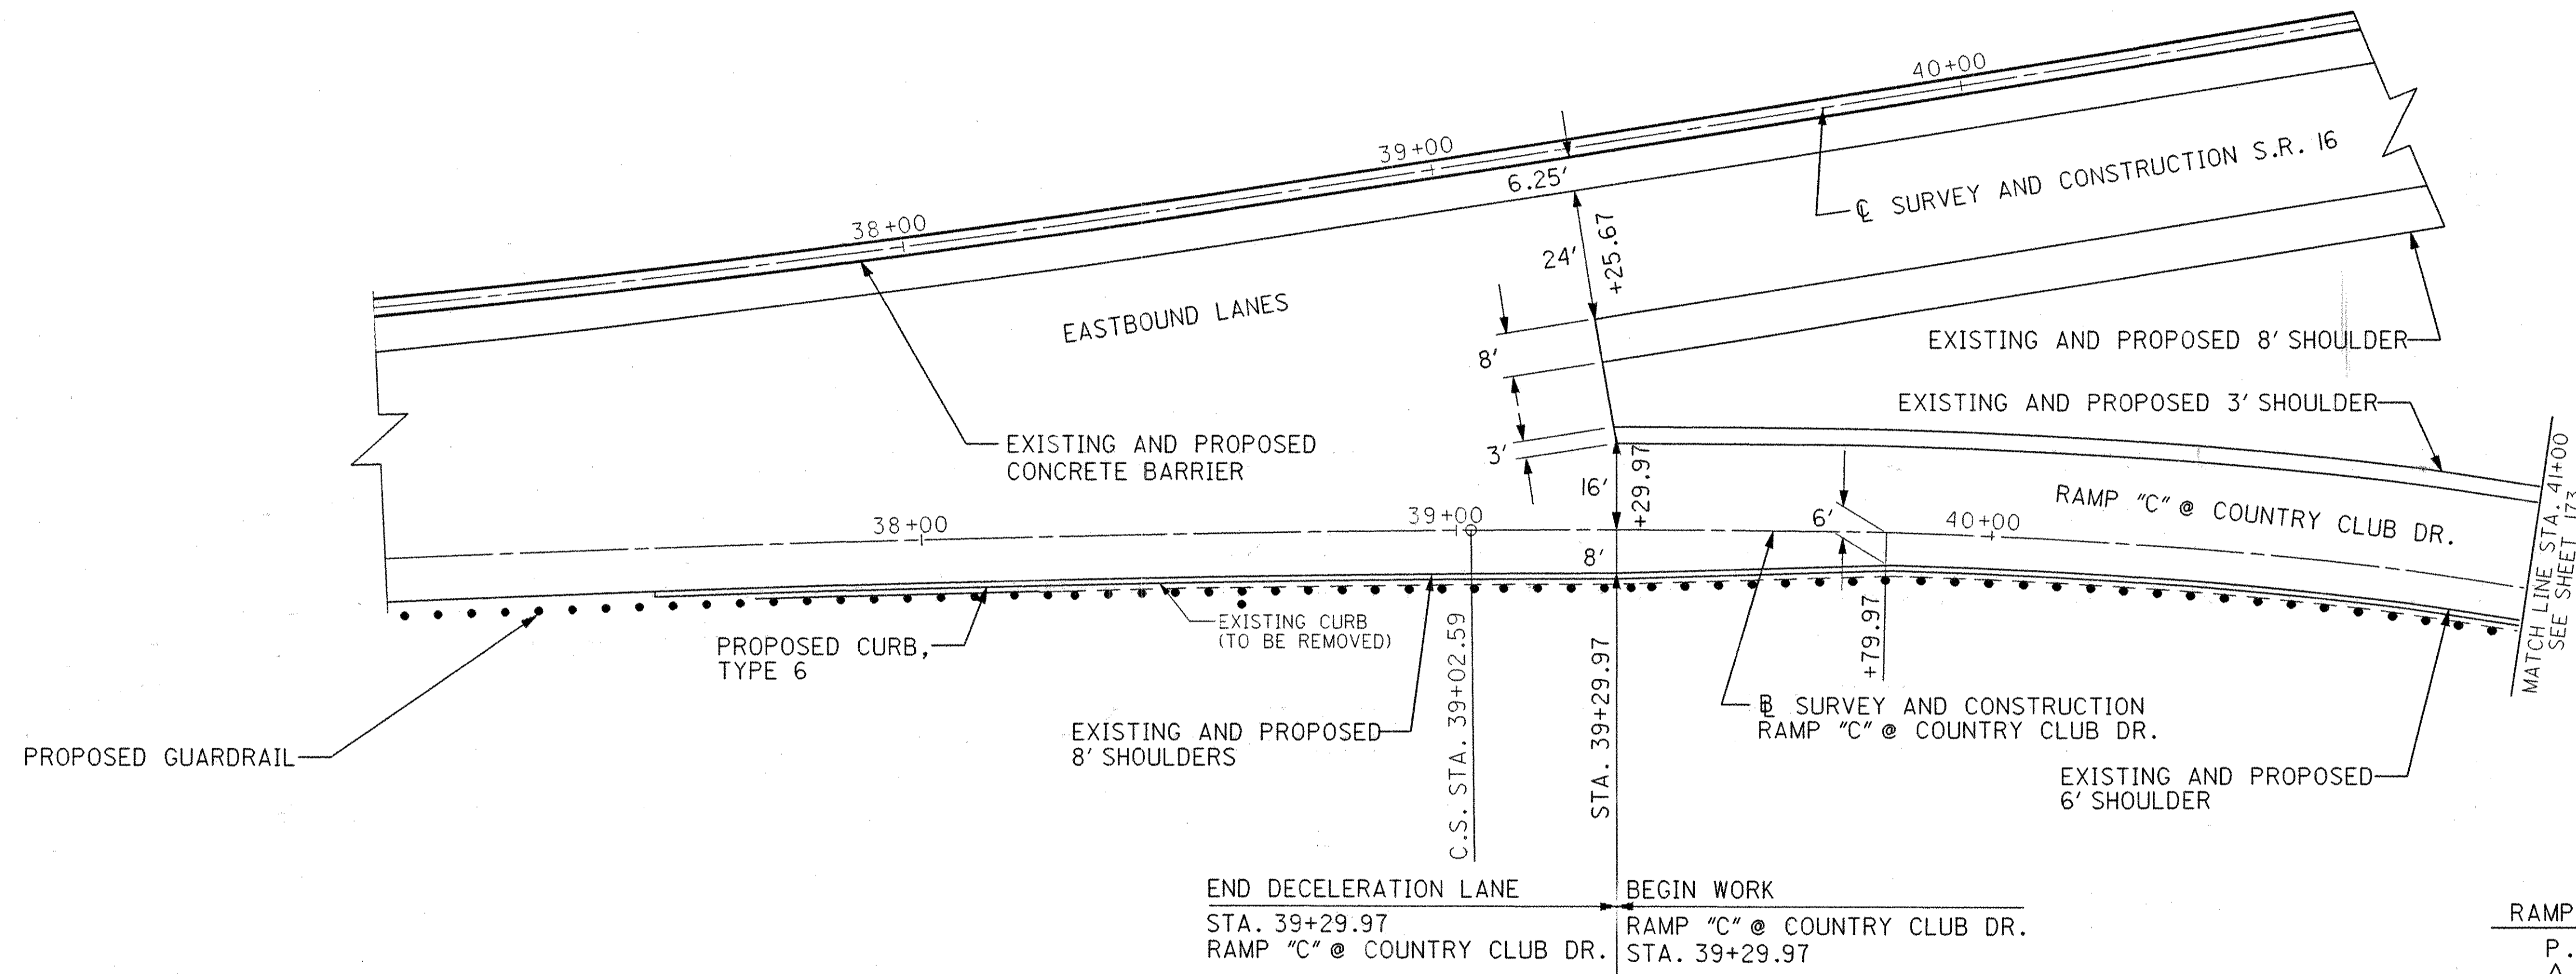 40+00
39+00
38+00
6.25'
℄ SURVEY AND CONSTRUCTION S.R. 16
24'
+25.67
EASTBOUND LANES
8'
EXISTING AND PROPOSED 8' SHOULDER
EXISTING AND PROPOSED 3' SHOULDER
EXISTING AND PROPOSED
CONCRETE BARRIER
3'
16'
+29.97
RAMP "C" @ COUNTRY CLUB DR.
38+00
39+00
6'
40+00
8'
MATCH LINE STA. 41+00
SEE SHEET 173
EXISTING CURB
(TO BE REMOVED)
PROPOSED CURB,
TYPE 6
C.S. STA. 39+02.59
STA. 39+29.97
+79.97
BL SURVEY AND CONSTRUCTION
RAMP "C" @ COUNTRY CLUB DR.
EXISTING AND PROPOSED
8' SHOULDERS
PROPOSED GUARDRAIL
EXISTING AND PROPOSED
6' SHOULDER
END DECELERATION LANE
STA. 39+29.97
RAMP "C" @ COUNTRY CLUB DR.
BEGIN WORK
RAMP "C" @ COUNTRY CLUB DR.
STA. 39+29.97
RAMP
P.